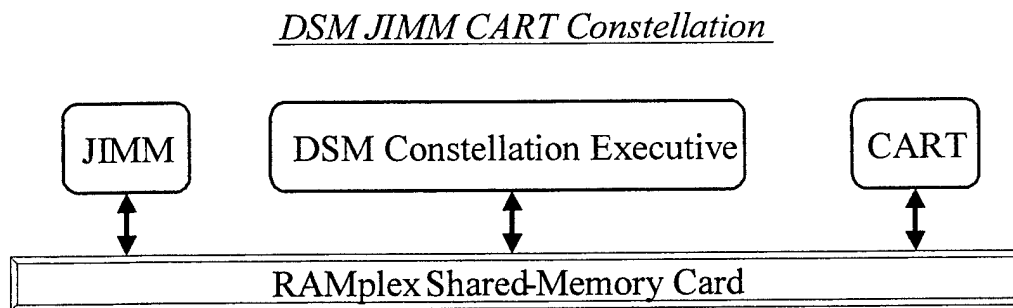 DSM JIMM CART Constellation
JIMM
DSM Constellation Executive
CART
RAMplex Shared-Memory Card